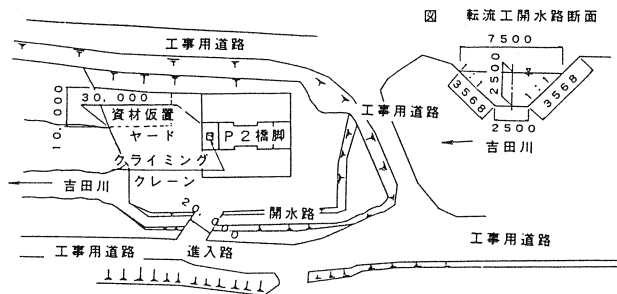 図 転流工開水路断面
7500
2500
1:1
1:1
3568
3568
2500
吉田川
工事用道路
工事用道路
30,000
10,000
資材仮置
ヤード
P2橋脚
クライミング
クレーン
吉田川
20,000
開水路
工事用道路
進入路
工事用道路